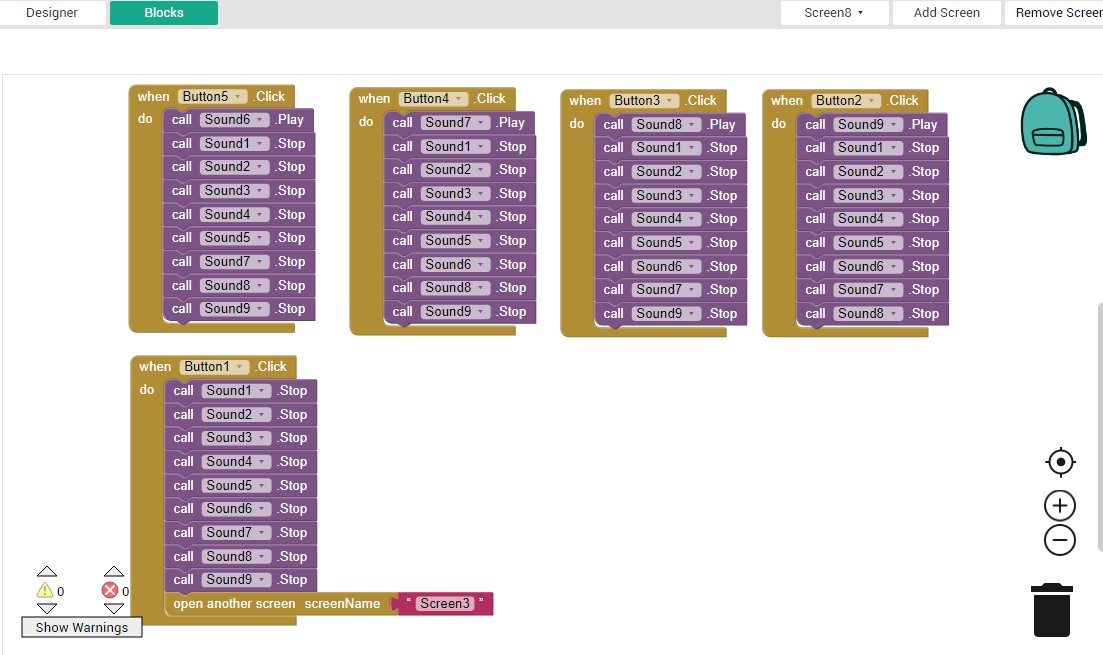 Designer Blocks Screen8 Add Screen Remove Screen
when Button5 .Click
do call Sound6 .Play
call Sound1 .Stop
call Sound2 .Stop
call Sound3 .Stop
call Sound4 .Stop
call Sound5 .Stop
call Sound7 .Stop
call Sound8 .Stop
call Sound9 .Stop
when Button4 .Click
do call Sound7 .Play
call Sound1 .Stop
call Sound2 .Stop
call Sound3 .Stop
call Sound4 .Stop
call Sound5 .Stop
call Sound6 .Stop
call Sound8 .Stop
call Sound9 .Stop
when Button3 .Click
do call Sound8 .Play
call Sound1 .Stop
call Sound2 .Stop
call Sound3 .Stop
call Sound4 .Stop
call Sound5 .Stop
call Sound6 .Stop
call Sound7 .Stop
call Sound9 .Stop
when Button2 .Click
do call Sound9 .Play
call Sound1 .Stop
call Sound2 .Stop
call Sound3 .Stop
call Sound4 .Stop
call Sound5 .Stop
call Sound6 .Stop
call Sound7 .Stop
call Sound8 .Stop
when Button1 .Click
do call Sound1 .Stop
call Sound2 .Stop
call Sound3 .Stop
call Sound4 .Stop
call Sound5 .Stop
call Sound6 .Stop
call Sound7 .Stop
call Sound8 .Stop
call Sound9 .Stop
open another screen screenName " Screen3 "
0 0
Show Warnings